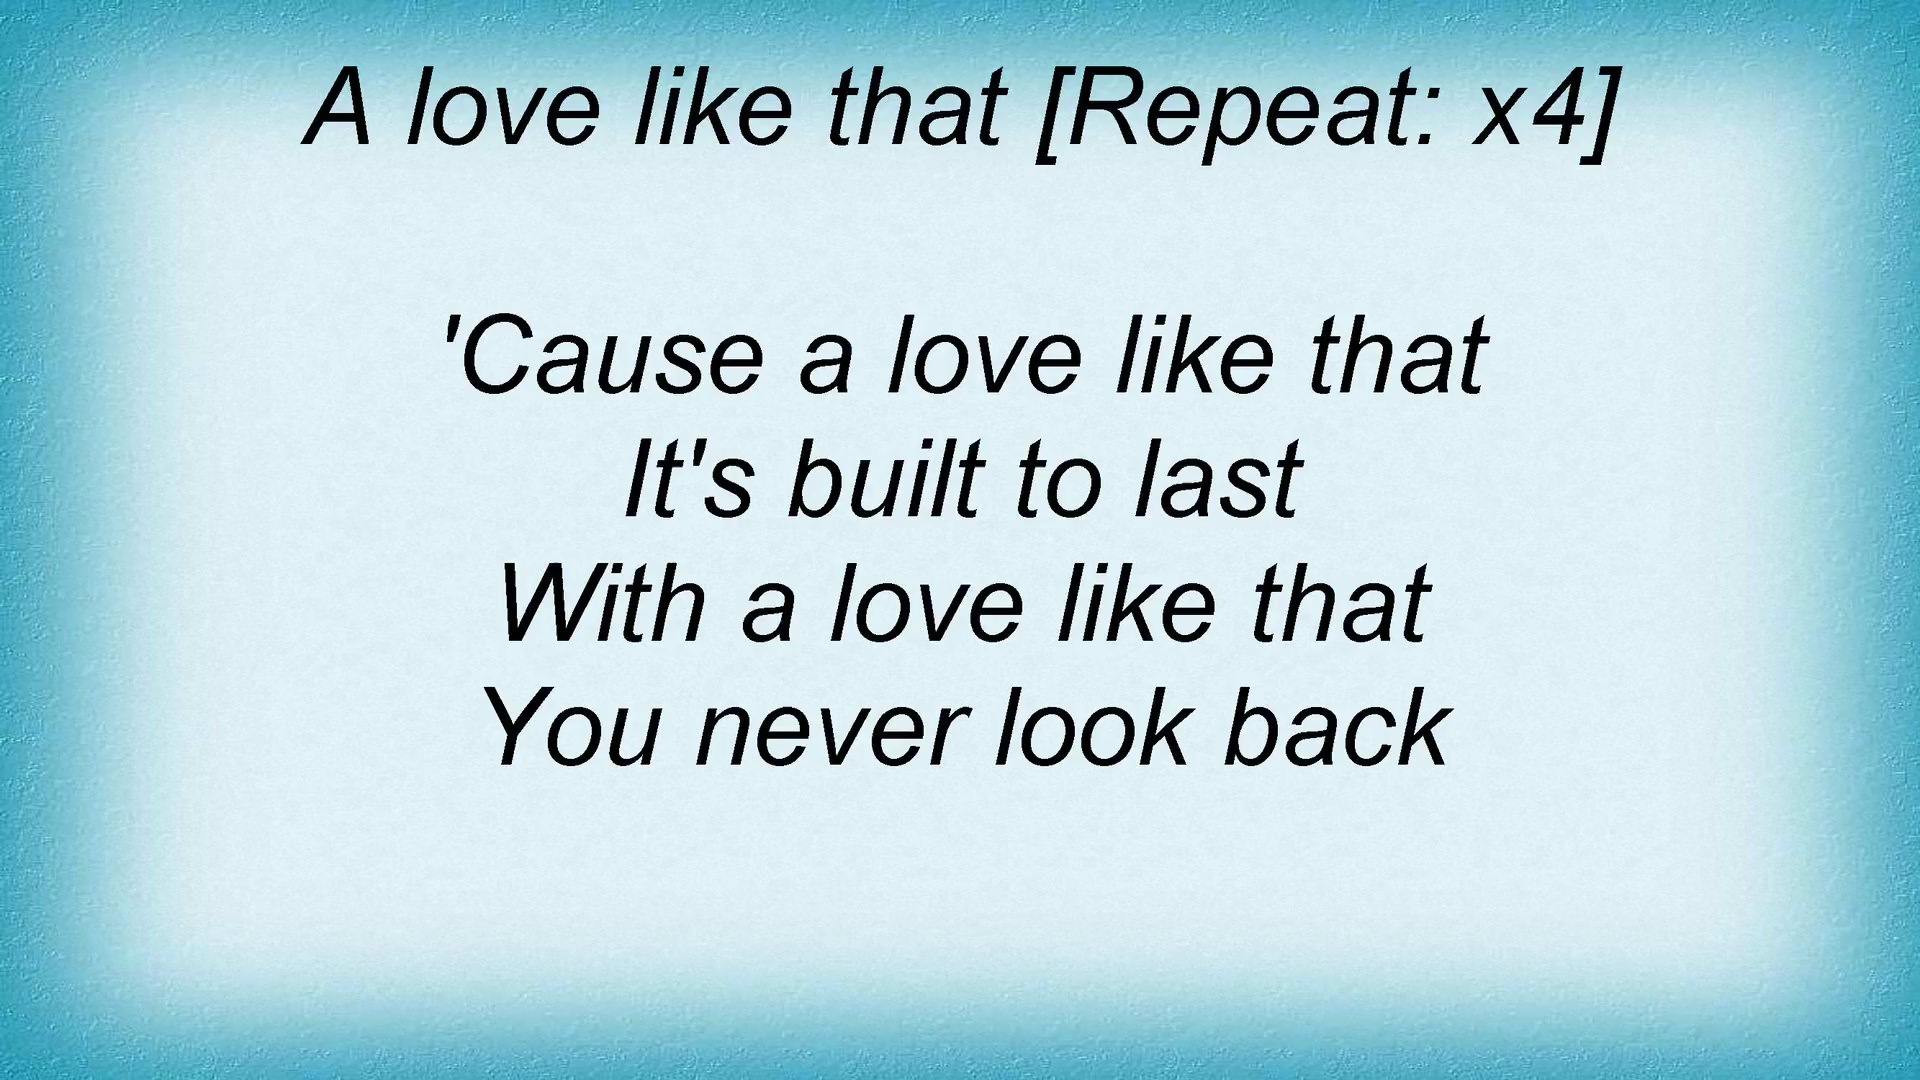 A love like that [Repeat: x4]
'Cause a love like that
It's built to last
With a love like that
You never look back